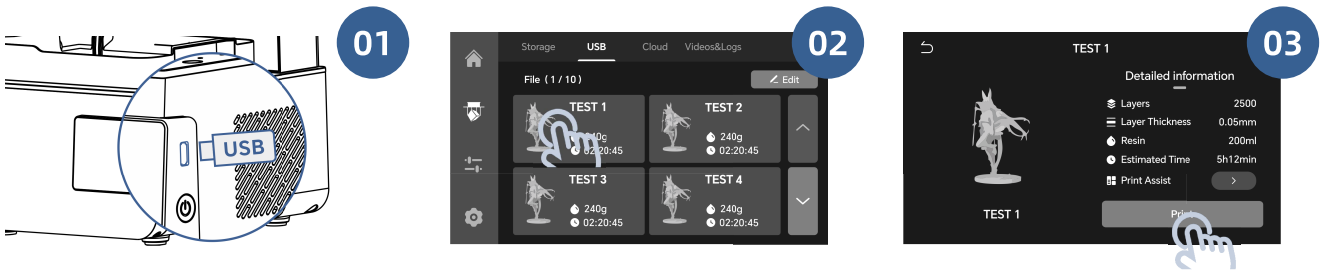 01
USB
02
Storage USB Cloud Videos&Logs
File ( 1 / 10 ) Edit
TEST 1
02:20:45
TEST 2
240g
02:20:45
TEST 3
240g
02:20:45
TEST 4
240g
02:20:45
03
TEST 1
Detailed information
Layers 2500
Layer Thickness 0.05mm
Resin 200ml
Estimated Time 5h12min
Print Assist >
TEST 1
Print